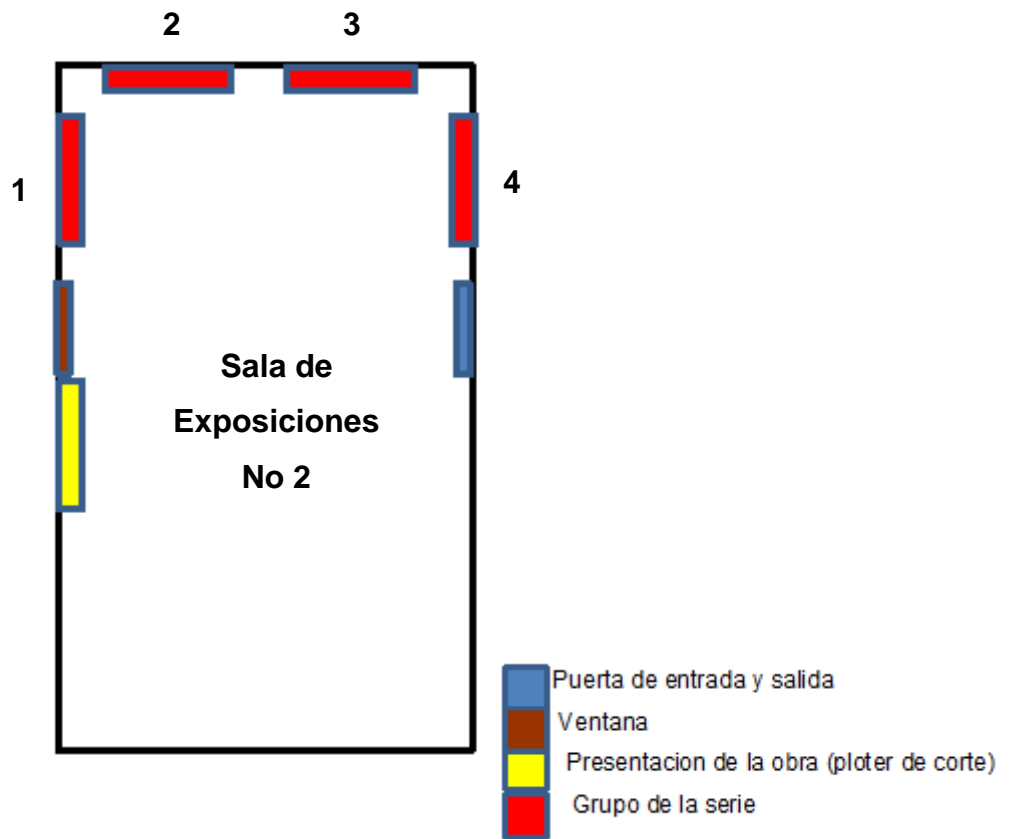 2
3
1
4
Sala de
Exposiciones
No 2
Puerta de entrada y salida
Ventana
Presentacion de la obra (ploter de corte)
Grupo de la serie